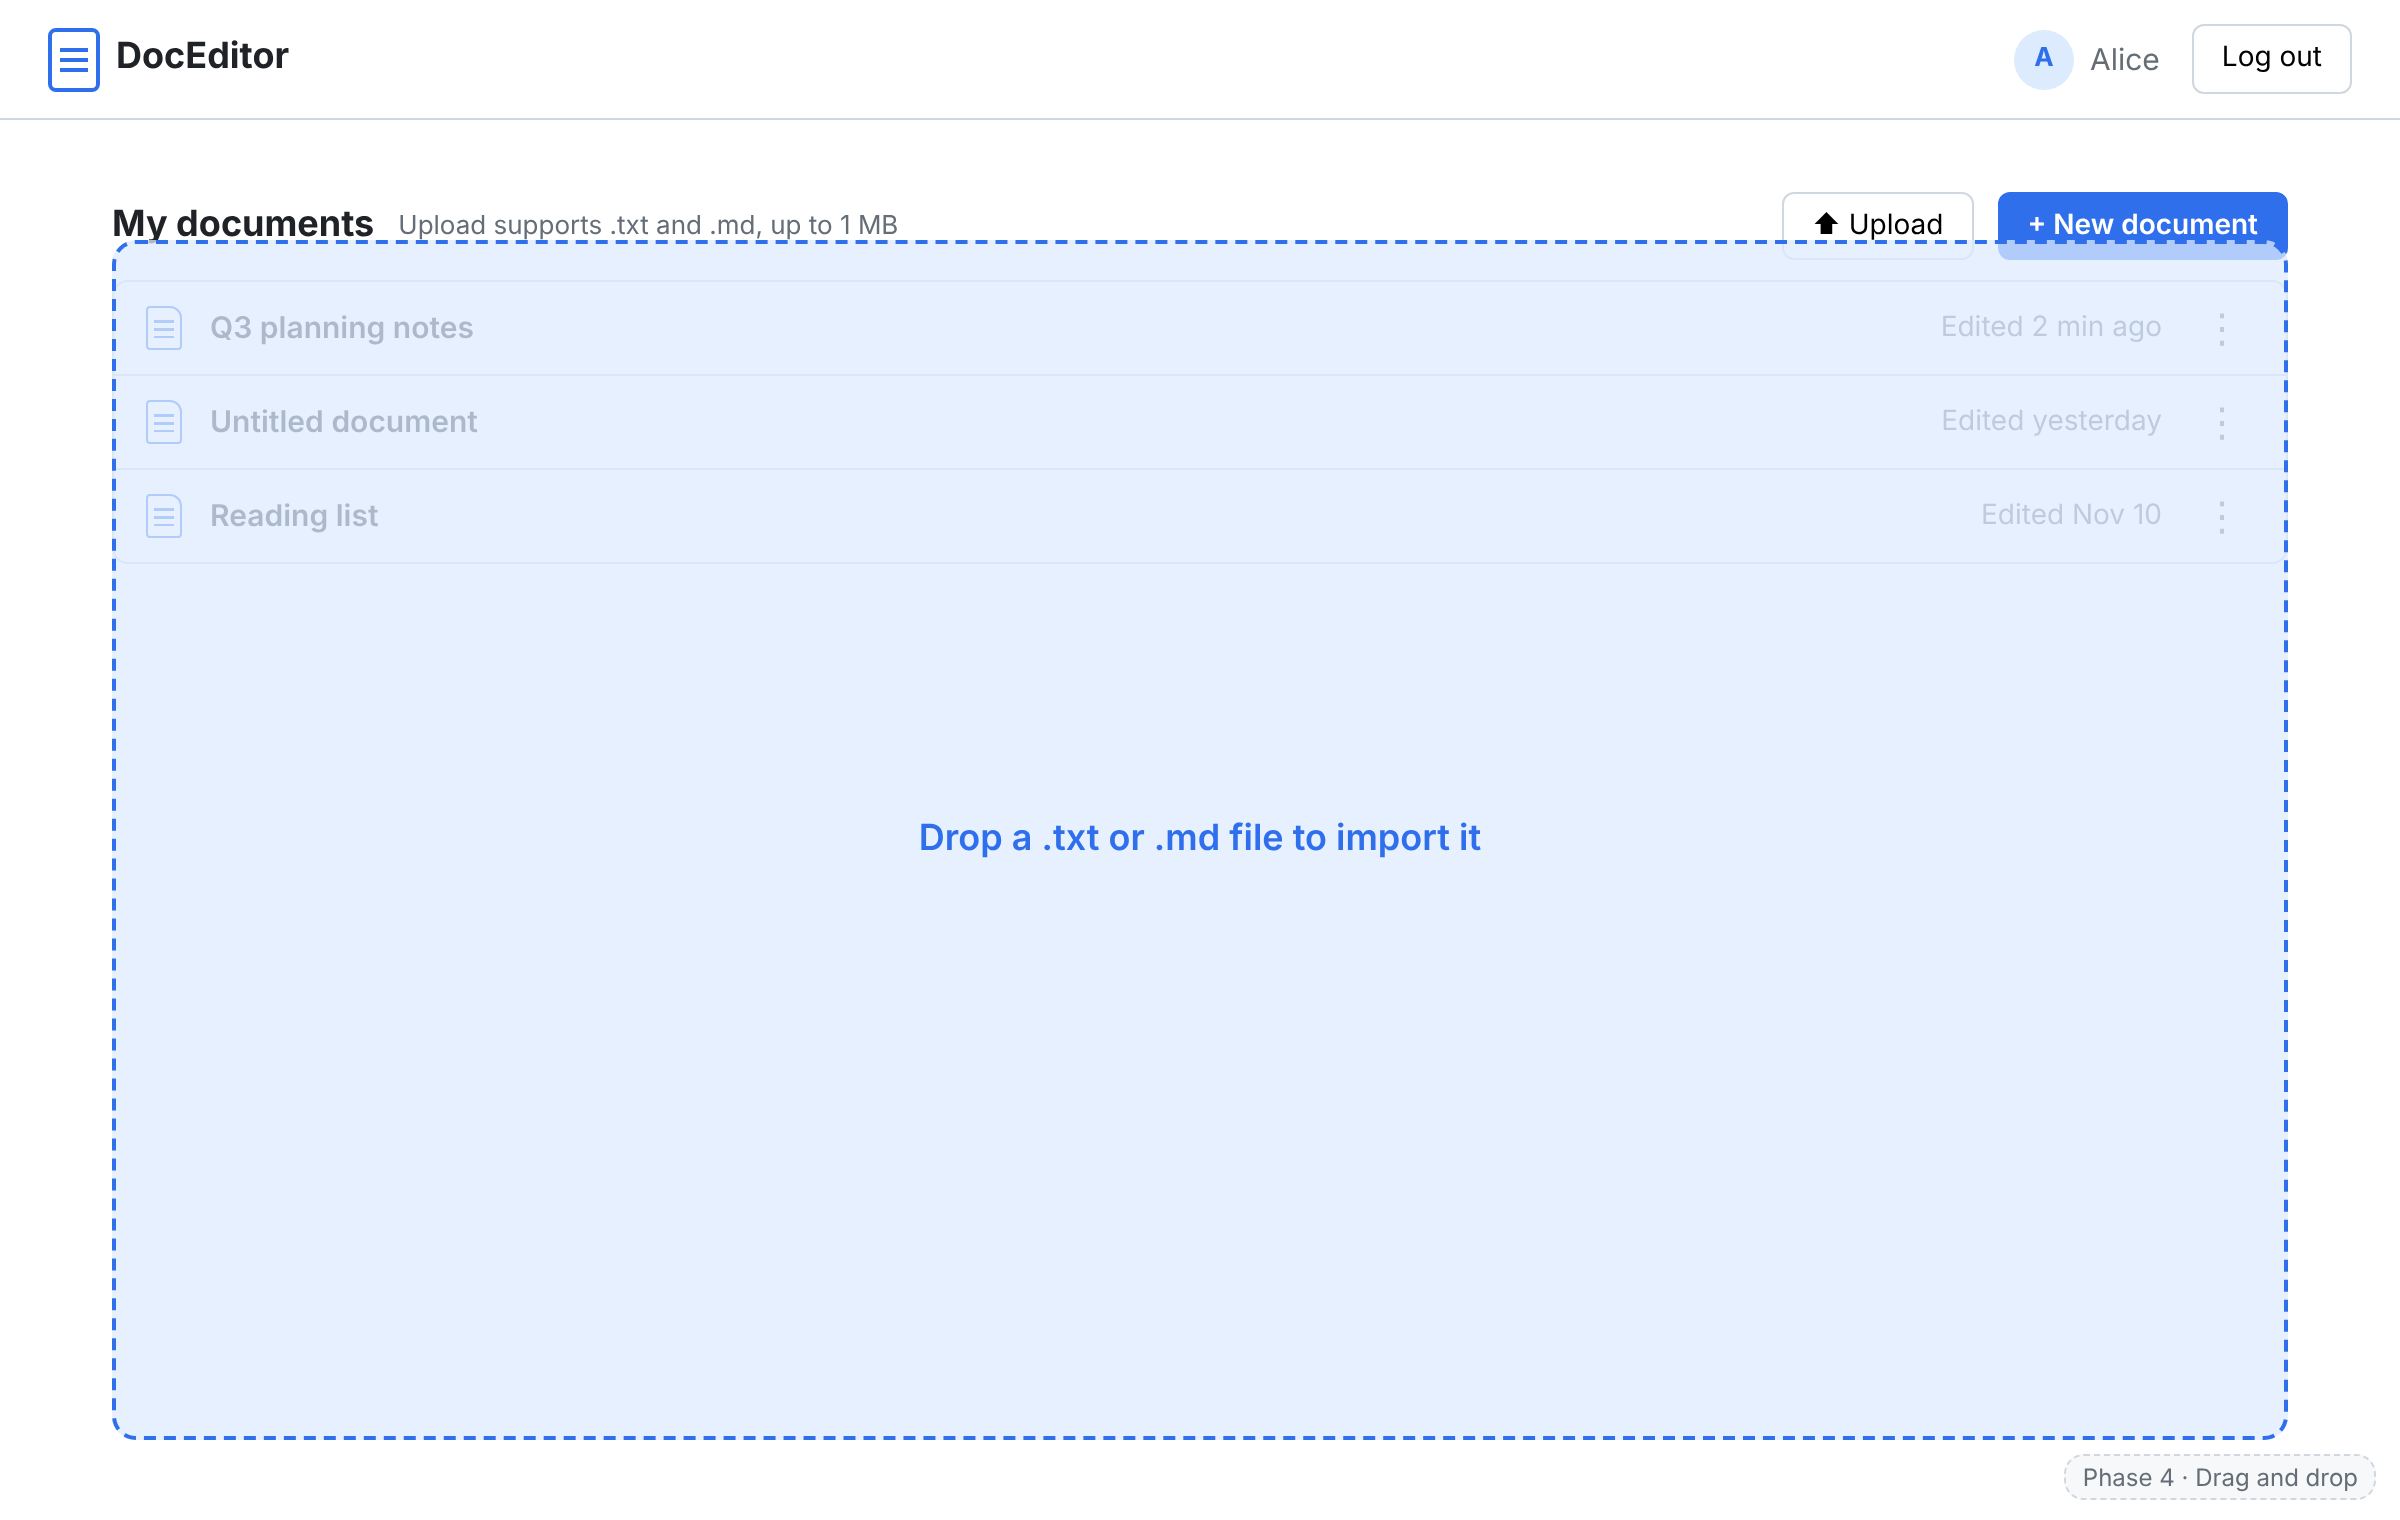 DocEditor
A Alice Log out
My documents Upload supports .txt and .md, up to 1 MB Upload + New document
Q3 planning notes Edited 2 min ago
Untitled document Edited yesterday
Reading list Edited Nov 10
Drop a .txt or .md file to import it
Phase 4 · Drag and drop